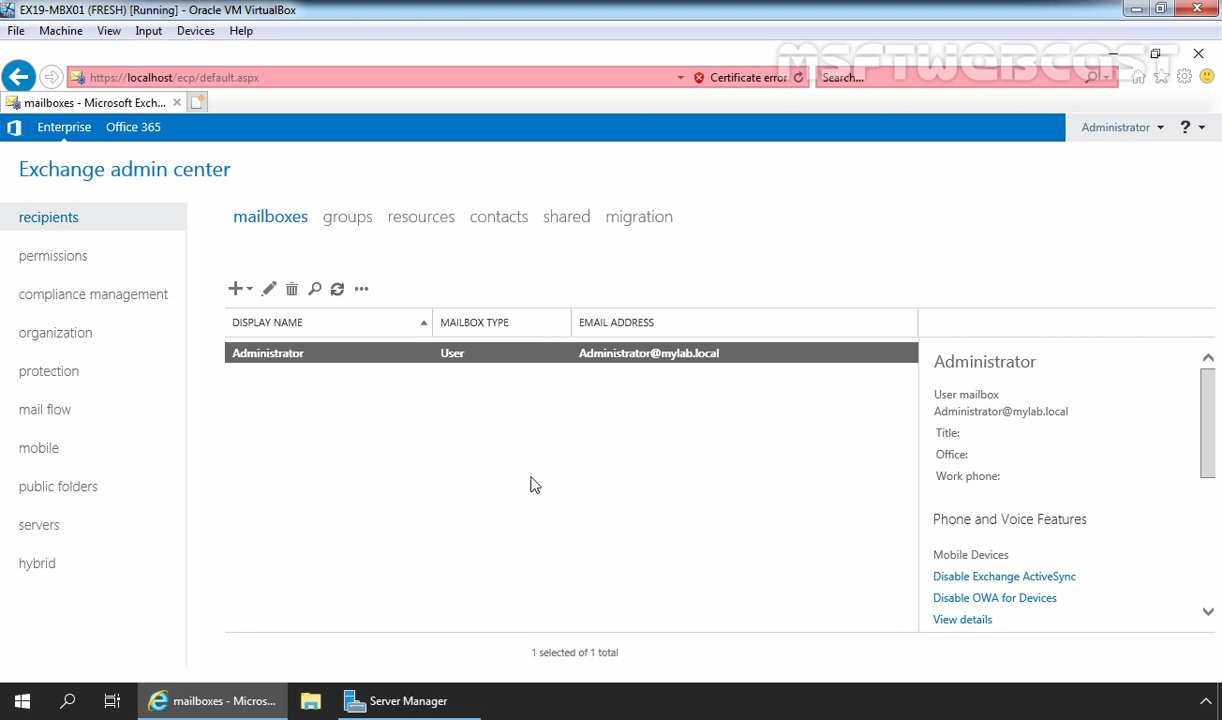 EX19-MBX01 (FRESH) [Running] - Oracle VM VirtualBox
File Machine View Input Devices Help
MSFTWEBCAST
https://localhost/ecp/default.aspx Certificate error Search...
mailboxes - Microsoft Exch...
Enterprise Office 365 Administrator ?
Exchange admin center
recipients
permissions
compliance management
organization
protection
mail flow
mobile
public folders
servers
hybrid
mailboxes groups resources contacts shared migration
DISPLAY NAME MAILBOX TYPE EMAIL ADDRESS
Administrator User Administrator@mylab.local
1 selected of 1 total
Administrator
User mailbox
Administrator@mylab.local
Title:
Office:
Work phone:
Phone and Voice Features
Mobile Devices
Disable Exchange ActiveSync
Disable OWA for Devices
View details
mailboxes - Micros... Server Manager